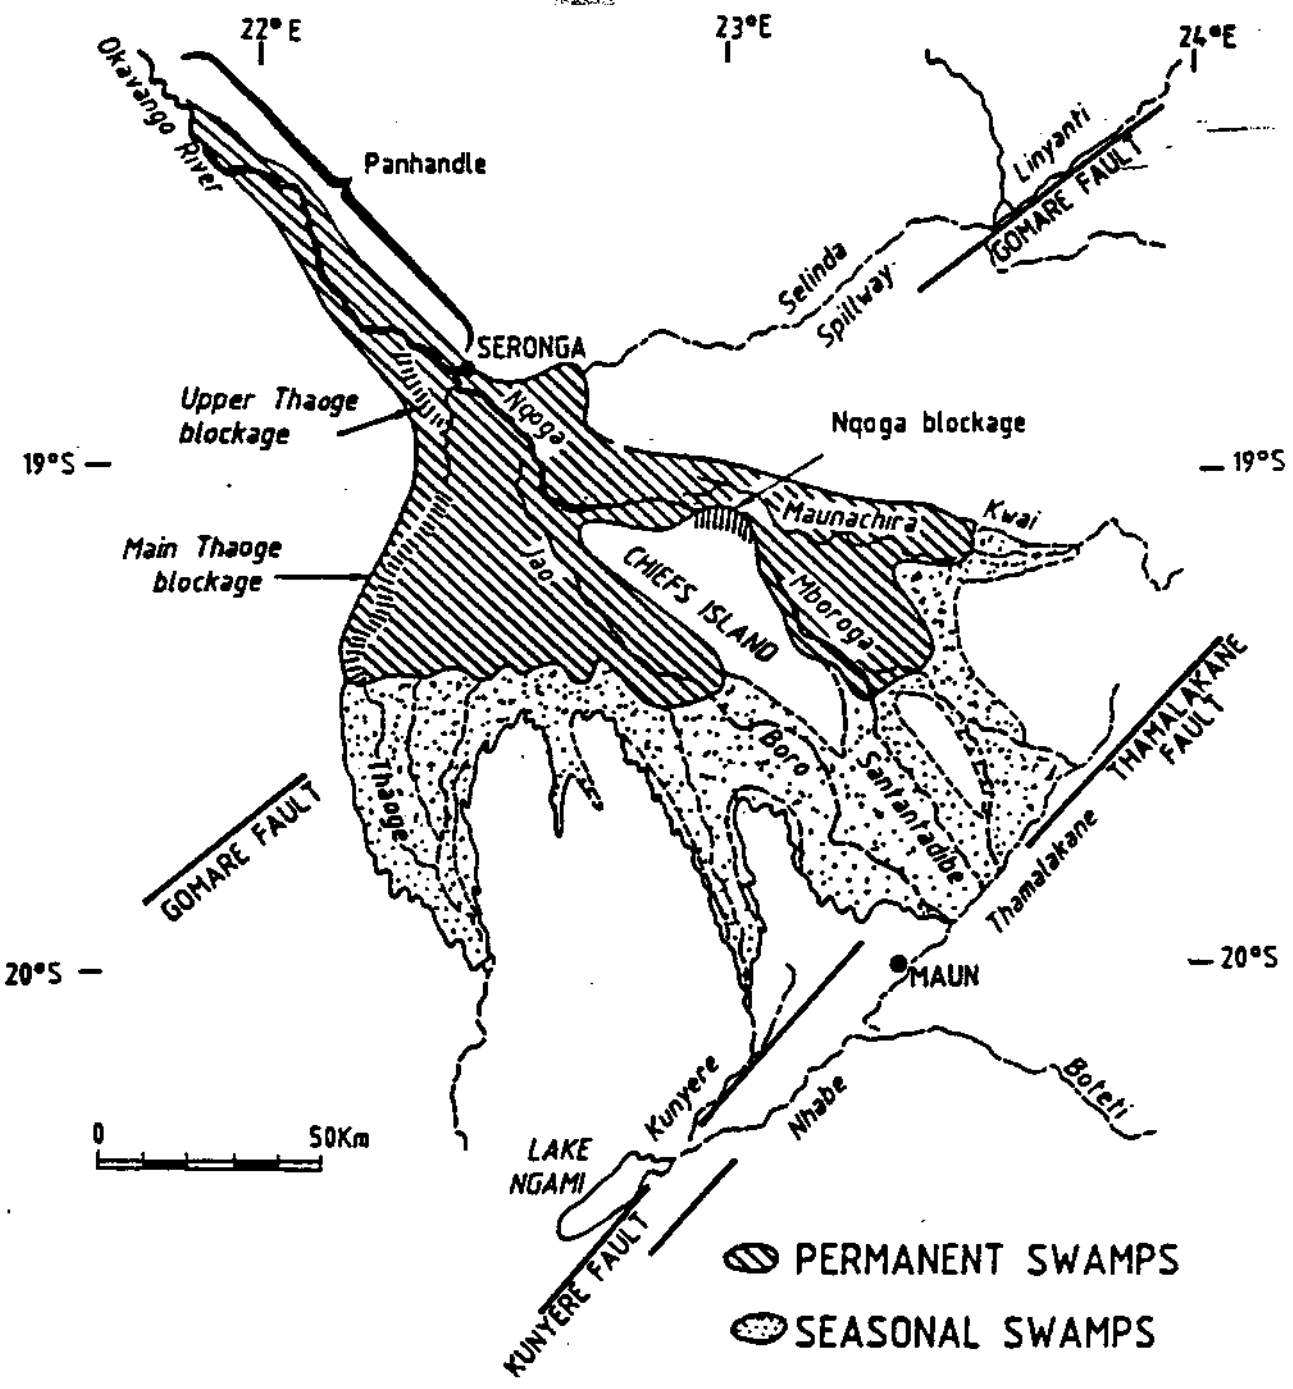 22°E
23°E
24°E
Okavango River
Panhandle
Linyanti
GOMARE FAULT
Selinda
Spillway
SERONGA
Upper Thaoge
blockage
Nqoga
Nqoga blockage
19°S
19°S
Maunachira
Kwai
Main Thaoge
blockage
Jao
CHIEFS ISLAND
Mboroga
THAMALAKANE
FAULT
Thaoge
Boro
Santantadibe
GOMARE FAULT
Thamalakane
20°S
20°S
MAUN
Kunyere
Nhabe
Boteti
0
50Km
LAKE
NGAMI
KUNYERE FAULT
PERMANENT SWAMPS
SEASONAL SWAMPS